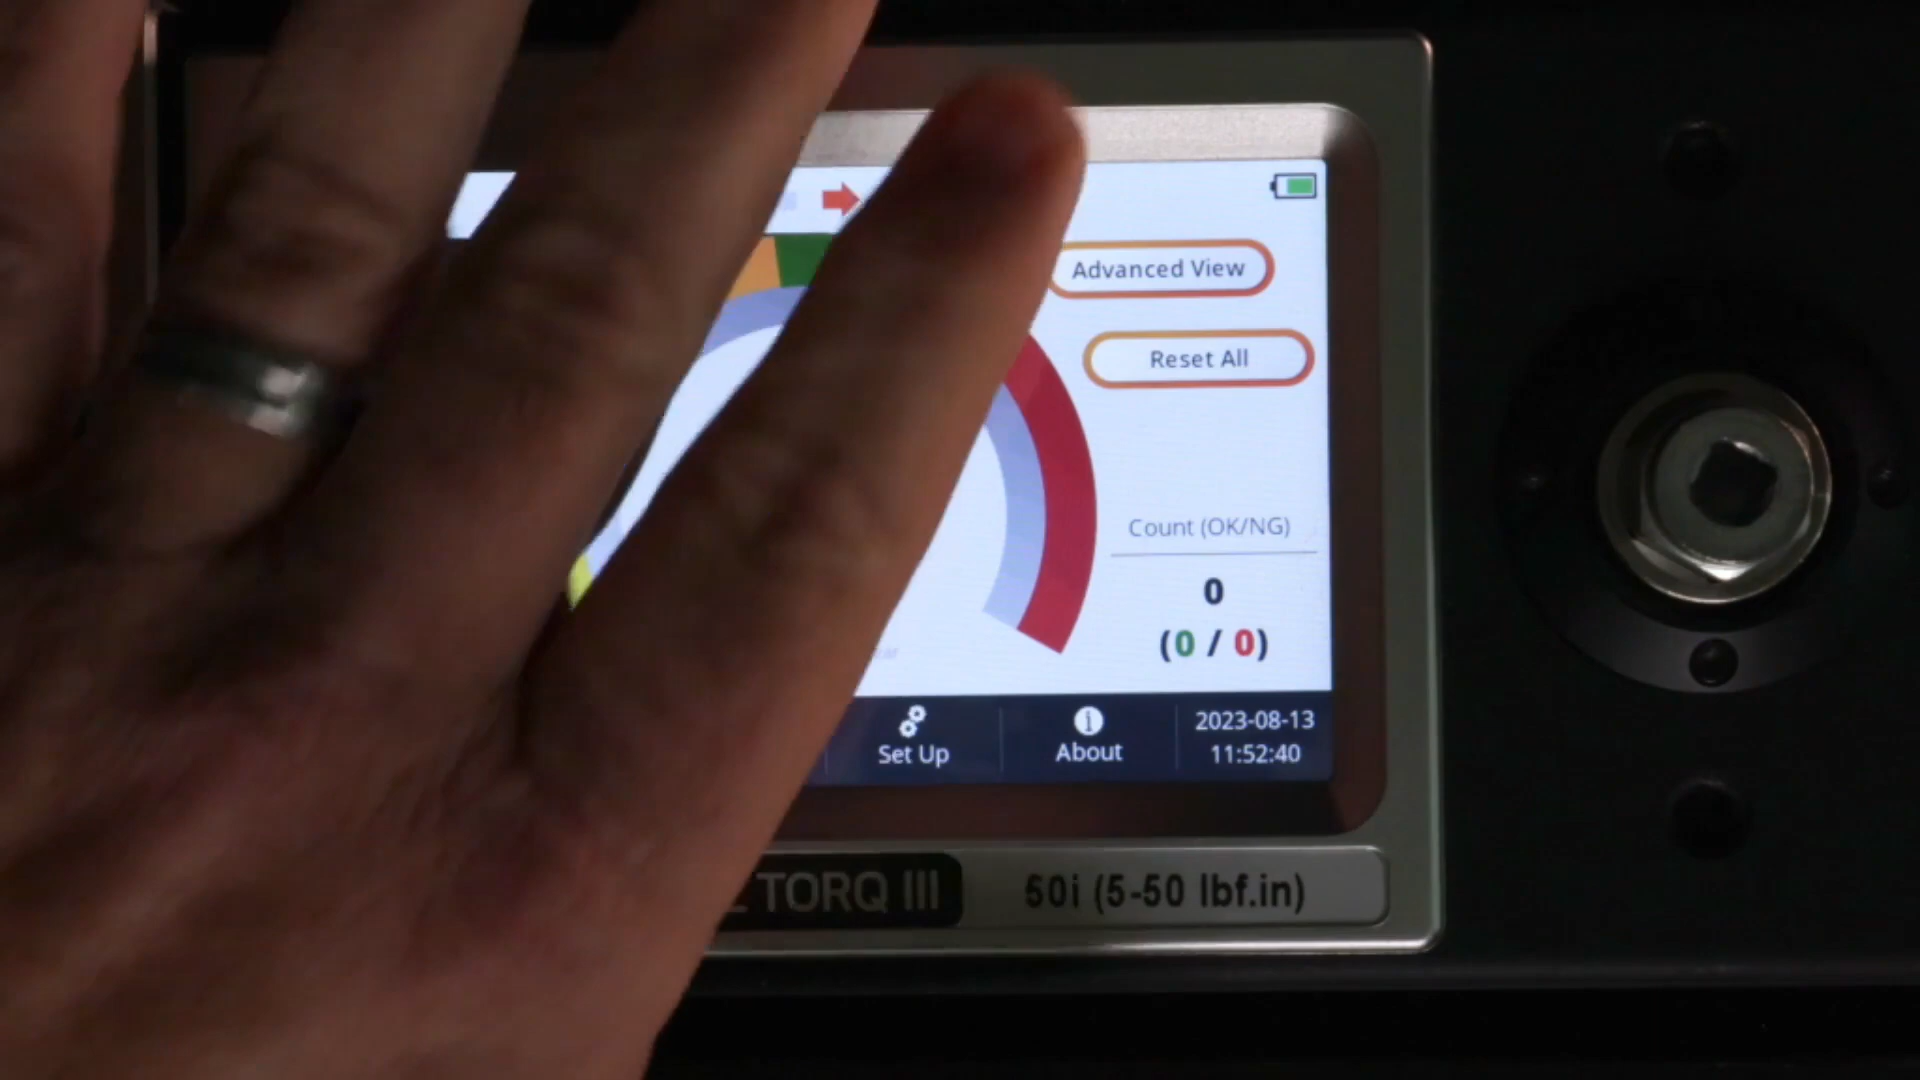 Advanced View
Reset All
Count (OK/NG)
0
(0 / 0)
Set Up
About
2023-08-13
11:52:40
TORQ III
50i (5-50 lbf.in)